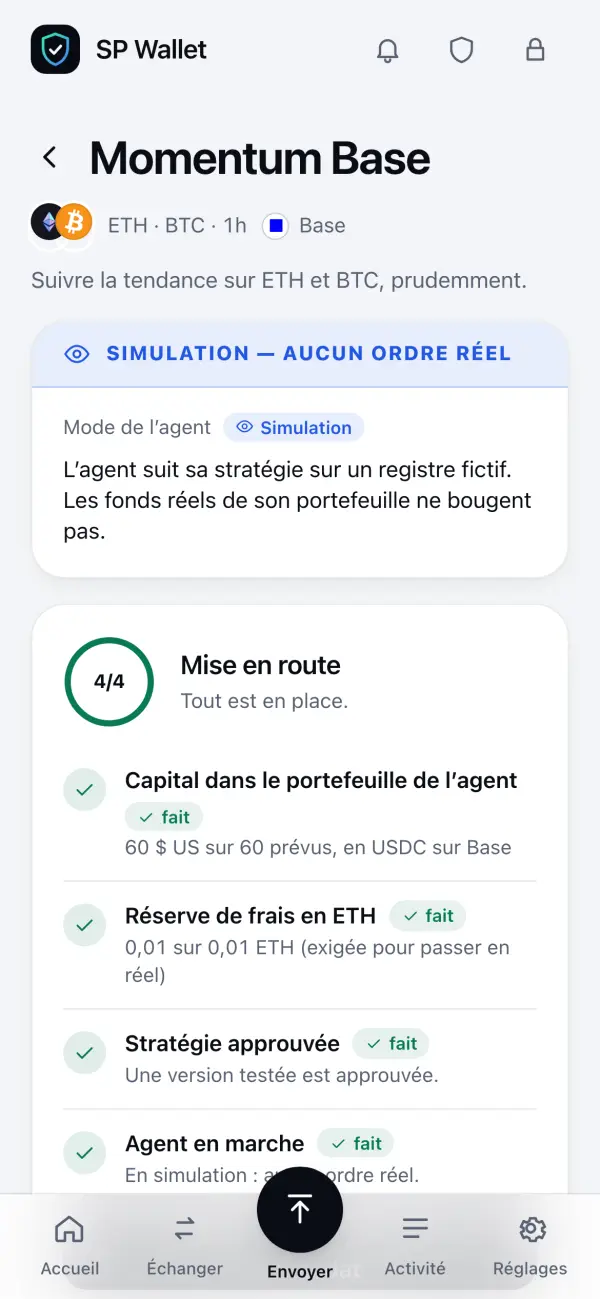 SP Wallet
Momentum Base
ETH · BTC · 1h Base
Suivre la tendance sur ETH et BTC, prudemment.
SIMULATION — AUCUN ORDRE RÉEL
Mode de l’agent Simulation
L’agent suit sa stratégie sur un registre fictif.
Les fonds réels de son portefeuille ne bougent
pas.
4/4
Mise en route
Tout est en place.
Capital dans le portefeuille de l’agent
fait
60 $ US sur 60 prévus, en USDC sur Base
Réserve de frais en ETH fait
0,01 sur 0,01 ETH (exigée pour passer en
réel)
Stratégie approuvée fait
Une version testée est approuvée.
Agent en marche fait
En simulation : ordre réel.
Accueil
Échanger
Envoyer
Activité
Réglages